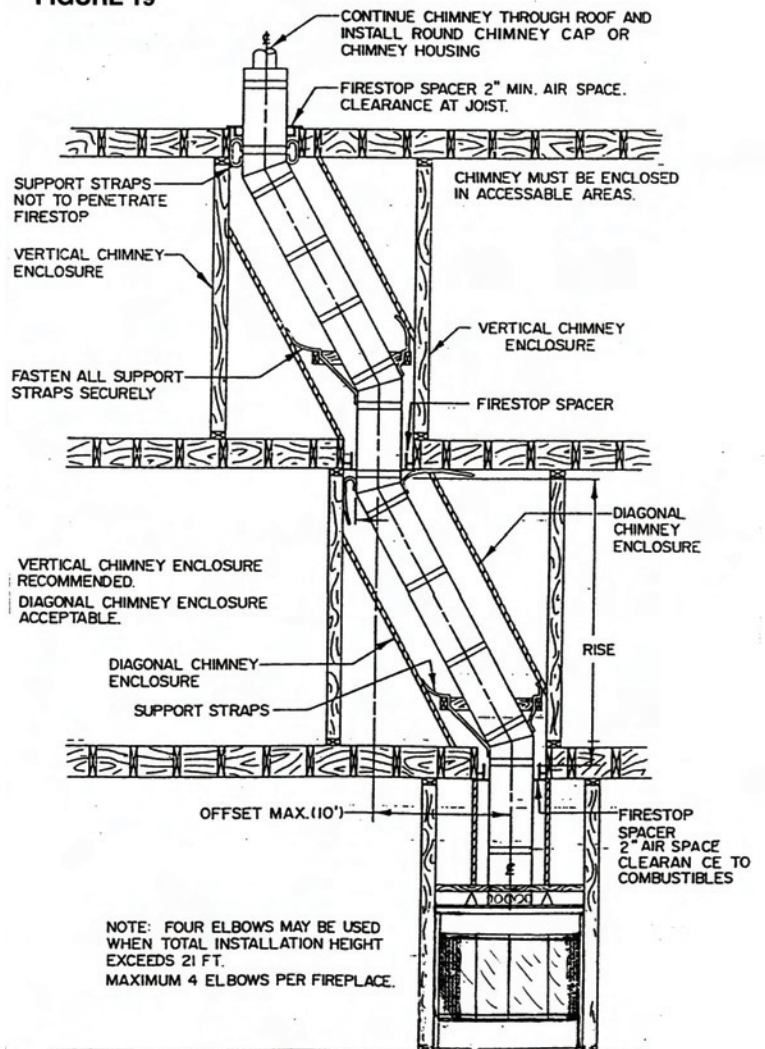 FIGURE 19
CONTINUE CHIMNEY THROUGH ROOF AND
INSTALL ROUND CHIMNEY CAP OR
CHIMNEY HOUSING
FIRESTOP SPACER 2" MIN. AIR SPACE.
CLEARANCE AT JOIST.
SUPPORT STRAPS
NOT TO PENETRATE
FIRESTOP
CHIMNEY MUST BE ENCLOSED
IN ACCESSABLE AREAS.
VERTICAL CHIMNEY
ENCLOSURE
VERTICAL CHIMNEY
ENCLOSURE
FASTEN ALL SUPPORT
STRAPS SECURELY
FIRESTOP SPACER
DIAGONAL
CHIMNEY
ENCLOSURE
VERTICAL CHIMNEY ENCLOSURE
RECOMMENDED.
DIAGONAL CHIMNEY ENCLOSURE
ACCEPTABLE.
RISE
DIAGONAL CHIMNEY
ENCLOSURE
SUPPORT STRAPS
OFFSET MAX.(10')
FIRESTOP
SPACER
2" AIR SPACE
CLEARAN CE TO
COMBUSTIBLES
NOTE: FOUR ELBOWS MAY BE USED
WHEN TOTAL INSTALLATION HEIGHT
EXCEEDS 21 FT.
MAXIMUM 4 ELBOWS PER FIREPLACE.